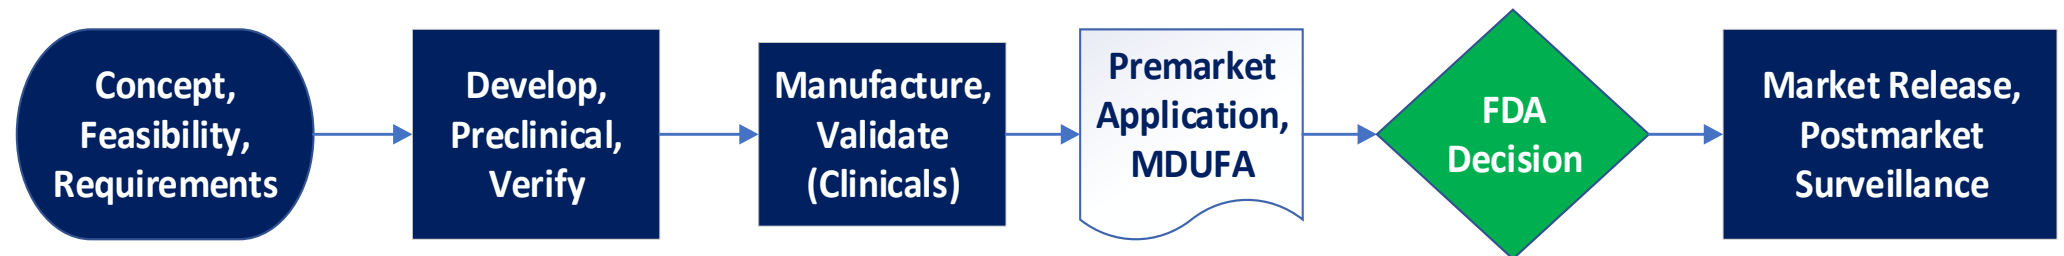 Concept,
Feasibility,
Requirements
Develop,
Preclinical,
Verify
Manufacture,
Validate
(Clinicals)
Premarket
Application,
MDUFA
FDA
Decision
Market Release,
Postmarket
Surveillance